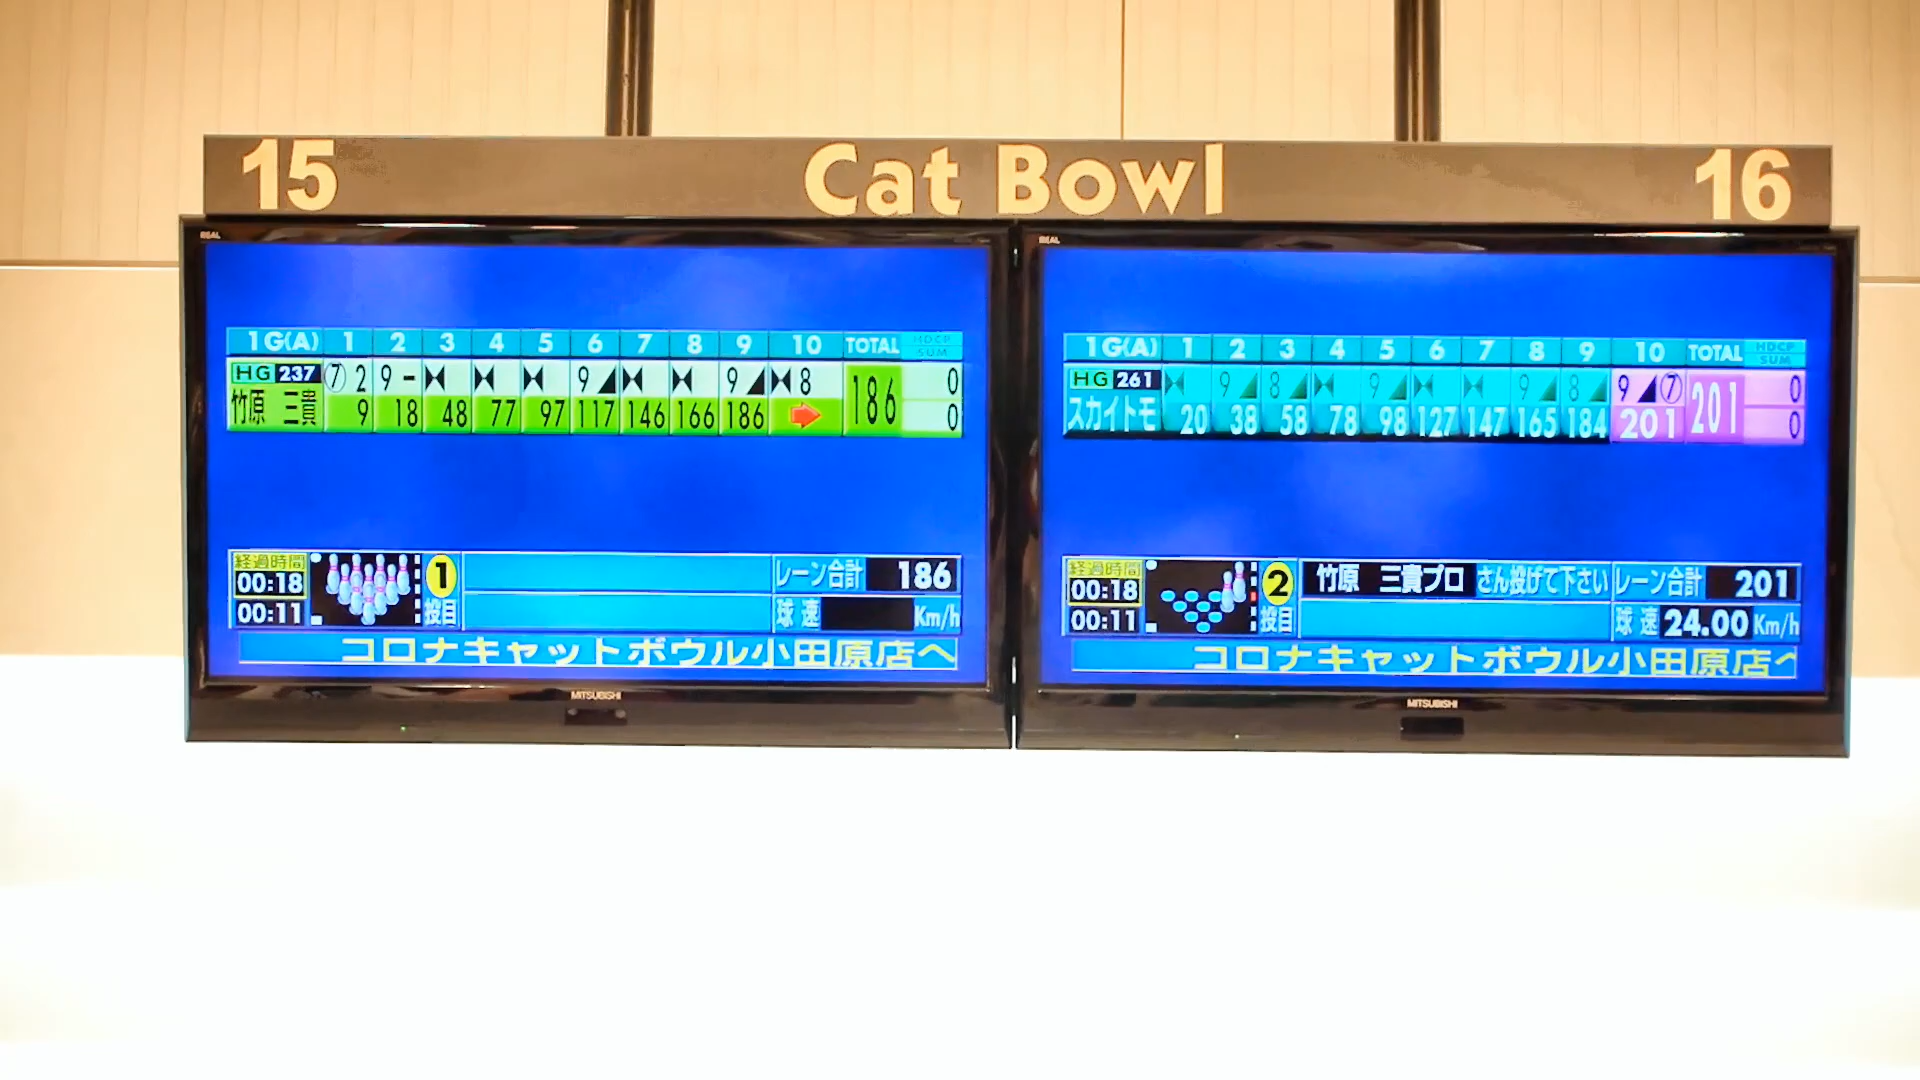 15 Cat Bowl 16
REAL
1G(A) 1 2 3 4 5 6 7 8 9 10 TOTAL HDCP SUM
HG 237 ⑦ 2 9 - 9 9 8 186 0
竹原 三貴 9 18 48 77 97 117 146 166 186 0
経過時間 1 レーン合計 186
00:18
00:11 投目 球速 Km/h
コロナキャットボウル小田原店へ
MITSUBISHI
REAL
1G(A) 1 2 3 4 5 6 7 8 9 10 TOTAL HDCP SUM
HG 261 9 8 9 9 8 9 ⑦ 201 0
スカイトモ 20 38 58 78 98 127 147 165 184 201 0
経過時間 2 竹原 三貴プロ さん投げて下さい レーン合計 201
00:18
00:11 投目 球速 24.00 Km/h
コロナキャットボウル小田原店へ
MITSUBISHI